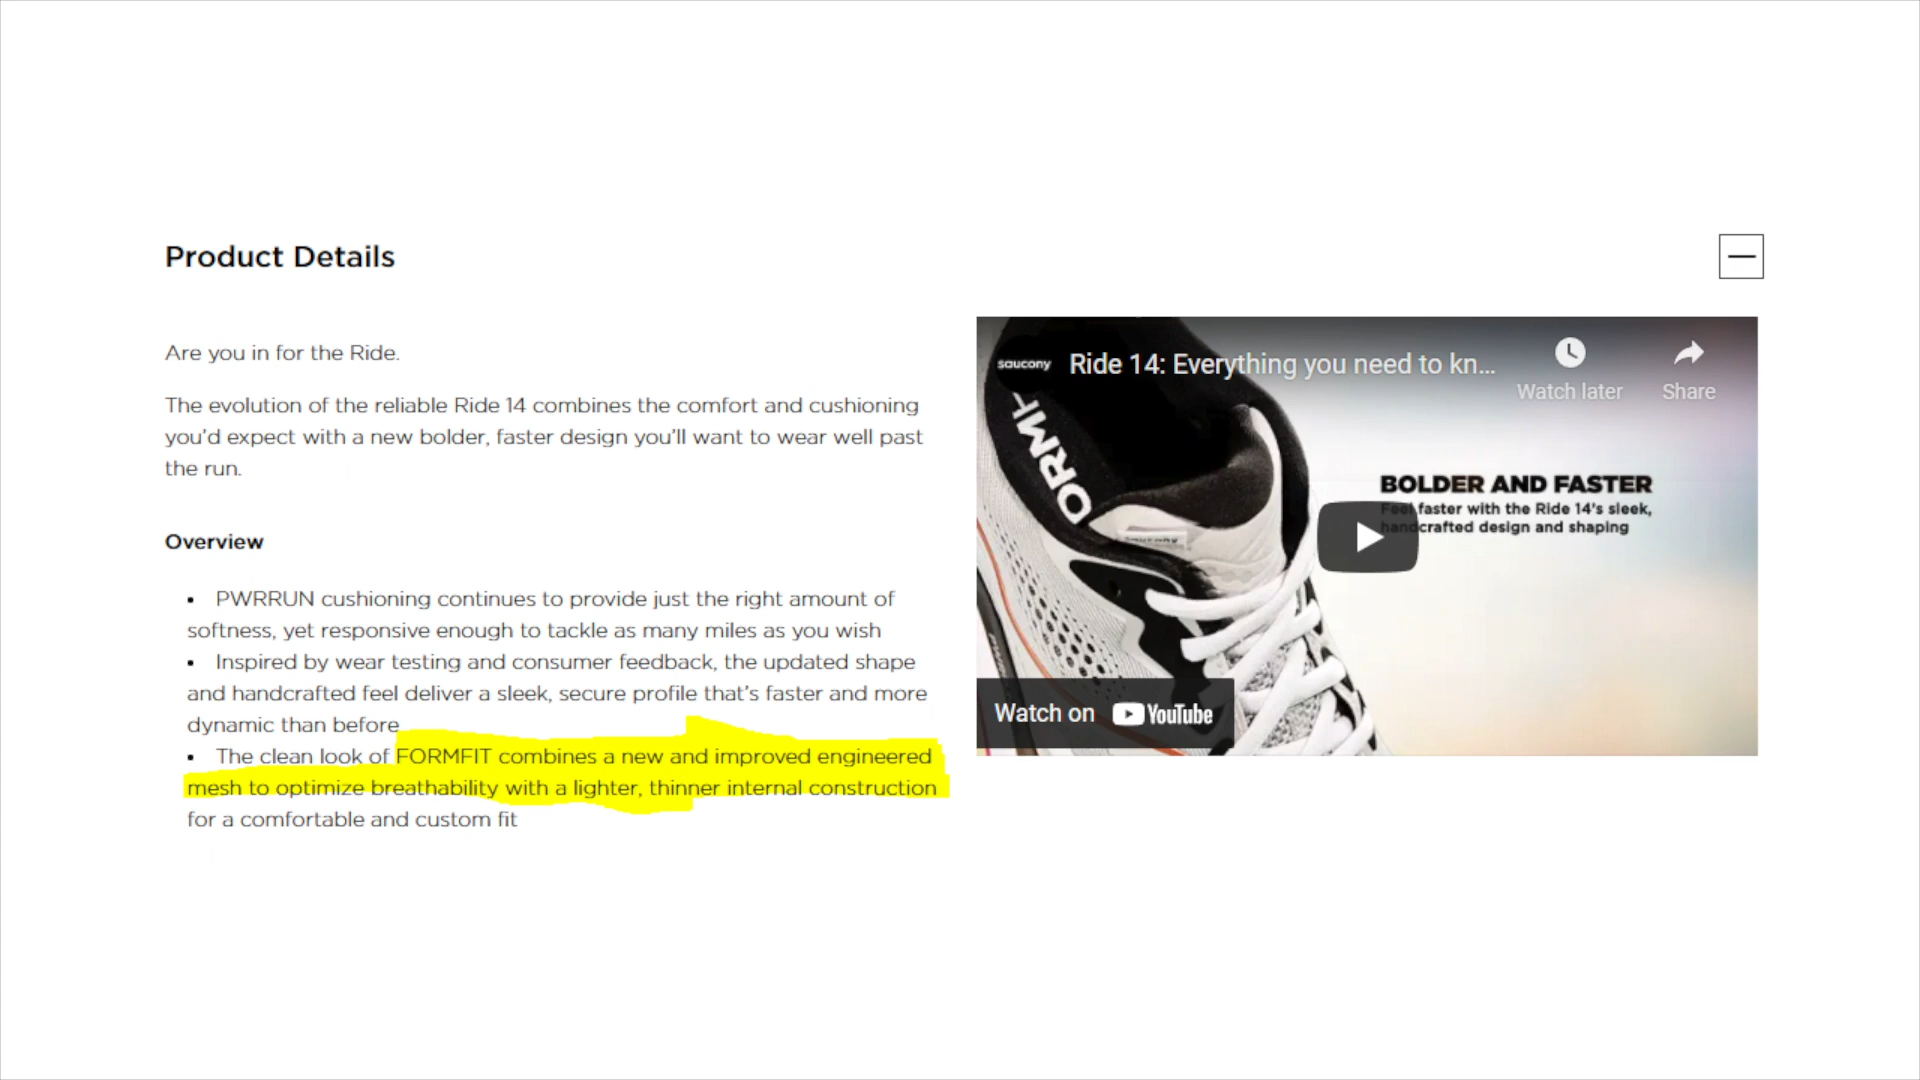 Product Details
Are you in for the Ride.
The evolution of the reliable Ride 14 combines the comfort and cushioning
you'd expect with a new bolder, faster design you'll want to wear well past
the run.
Overview
• PWRRUN cushioning continues to provide just the right amount of
softness, yet responsive enough to tackle as many miles as you wish
• Inspired by wear testing and consumer feedback, the updated shape
and handcrafted feel deliver a sleek, secure profile that's faster and more
dynamic than before
• The clean look of FORMFIT combines a new and improved engineered
mesh to optimize breathability with a lighter, thinner internal construction
for a comfortable and custom fit
saucony
Ride 14: Everything you need to kn...
Watch later
Share
ORMF
BOLDER AND FASTER
Feel faster with the Ride 14's sleek,
handcrafted design and shaping
Watch on YouTube